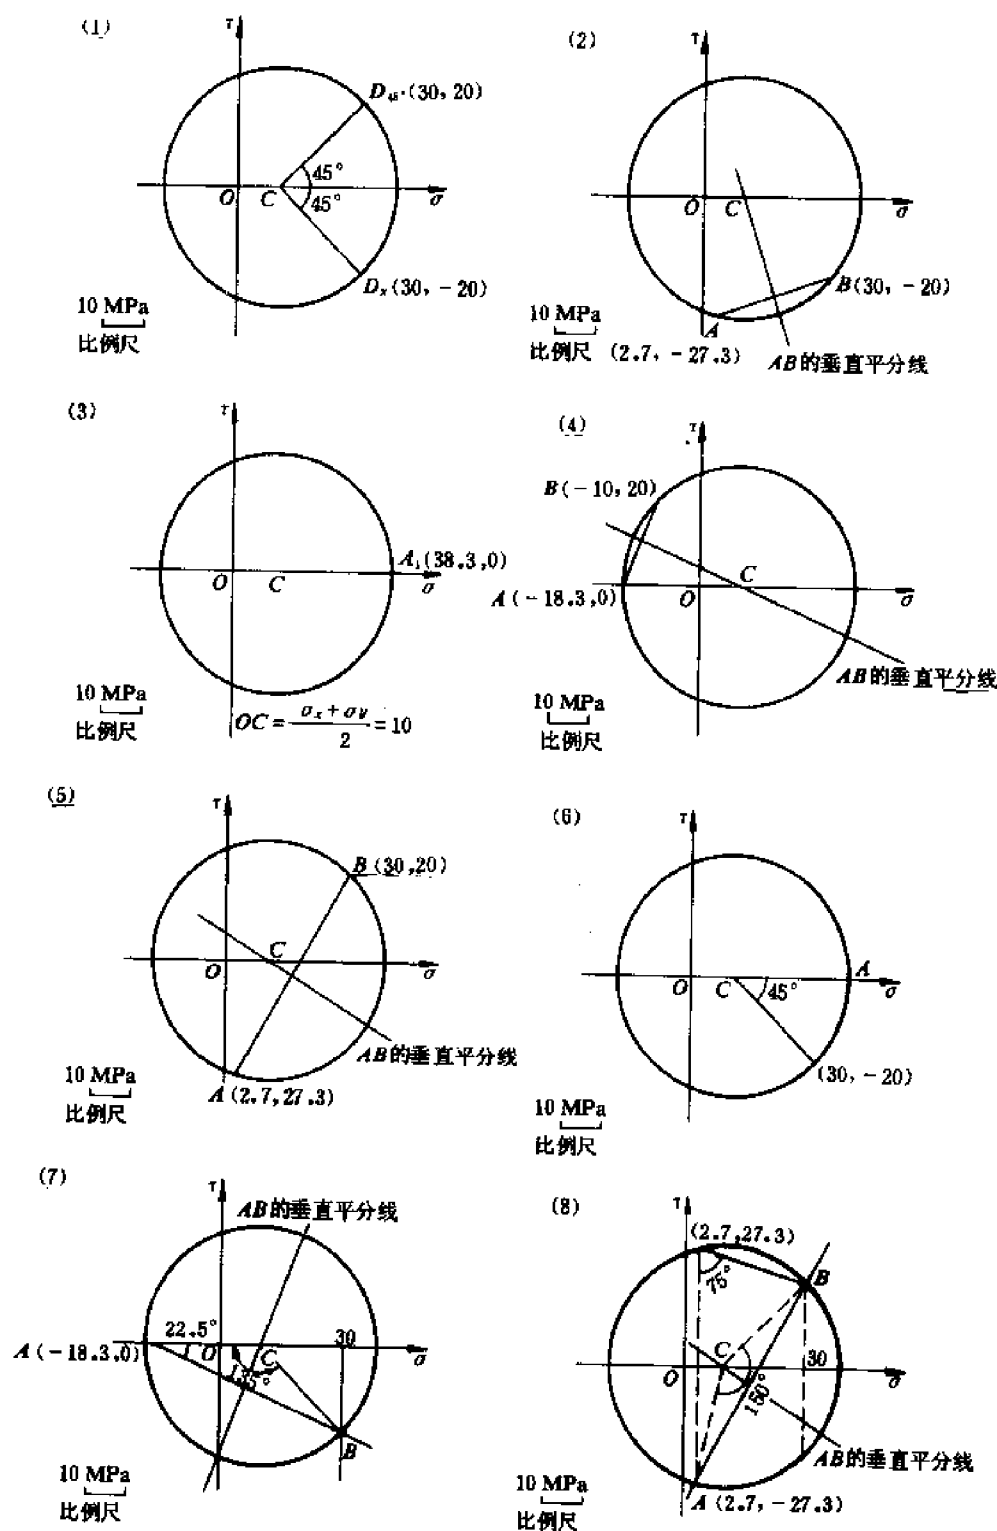 (1)
τ
D₄₅°(30, 20)
45°
45°
O
C
σ
Dₓ(30, -20)
10 MPa
比例尺
(2)
τ
O
C
σ
B(30, -20)
A
10 MPa
比例尺
(2.7, -27.3)
AB的垂直平分线
(3)
τ
A₁(38.3,0)
O
C
σ
10 MPa
比例尺
OC = (σₓ+σy)/2 = 10
(4)
τ
B(-10, 20)
C
A(-18.3,0)
O
σ
AB的垂直平分线
10 MPa
比例尺
(5)
τ
B(30,20)
C
O
σ
AB的垂直平分线
10 MPa
A(2.7,27.3)
比例尺
(6)
τ
A
O
C
45°
σ
(30, -20)
10 MPa
比例尺
(7)
τ
AB的垂直平分线
22.5°
30
A(-18.3,0)
O
C
σ
135°
B
10 MPa
比例尺
(8)
τ
(2.7,27.3)
75°
B
C
30
O
σ
150°
AB的垂直平分线
10 MPa
A(2.7, -27.3)
比例尺